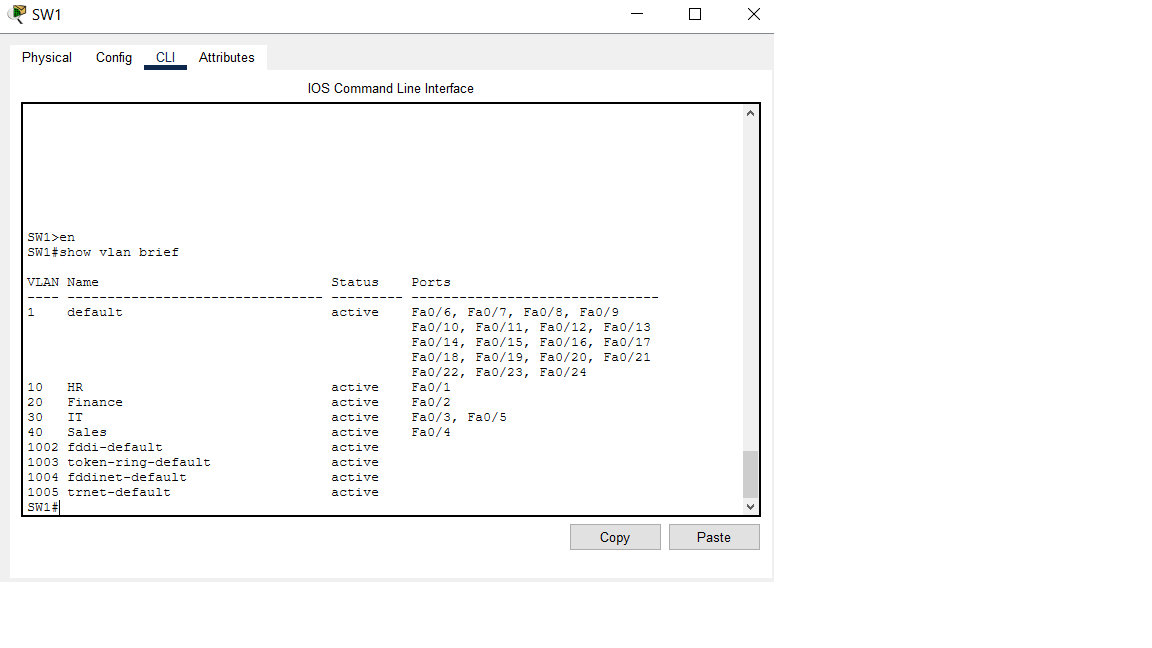 SW1
Physical Config CLI Attributes
IOS Command Line Interface
SW1>en
SW1#show vlan brief
VLAN Name                             Status    Ports
---- -------------------------------- --------- -------------------------------
1    default                          active    Fa0/6, Fa0/7, Fa0/8, Fa0/9
                                                Fa0/10, Fa0/11, Fa0/12, Fa0/13
                                                Fa0/14, Fa0/15, Fa0/16, Fa0/17
                                                Fa0/18, Fa0/19, Fa0/20, Fa0/21
                                                Fa0/22, Fa0/23, Fa0/24
10   HR                               active    Fa0/1
20   Finance                          active    Fa0/2
30   IT                               active    Fa0/3, Fa0/5
40   Sales                            active    Fa0/4
1002 fddi-default                     active
1003 token-ring-default               active
1004 fddinet-default                  active
1005 trnet-default                    active
SW1#
Copy Paste